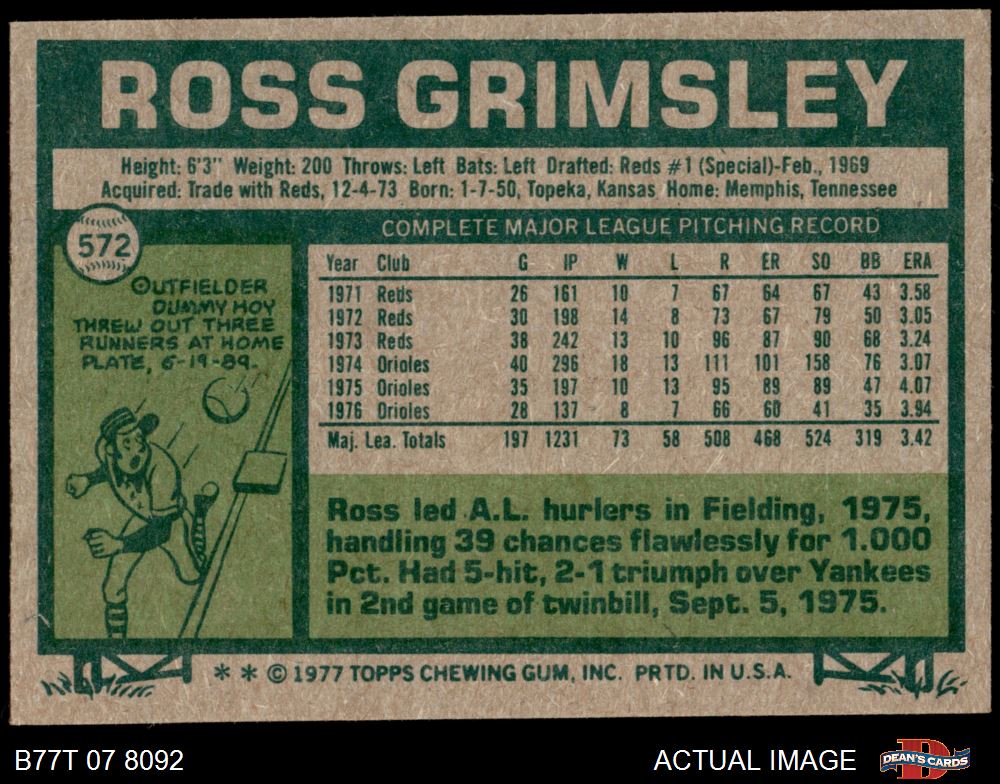 ROSS GRIMSLEY
Height: 6'3" Weight: 200 Throws: Left Bats: Left Drafted: Reds #1 (Special)-Feb., 1969
Acquired: Trade with Reds, 12-4-73 Born: 1-7-50, Topeka, Kansas Home: Memphis, Tennessee
572
OUTFIELDER
DUMMY HOY
THREW OUT THREE
RUNNERS AT HOME
PLATE, 6-19-89.
COMPLETE MAJOR LEAGUE PITCHING RECORD
Year Club G IP W L R ER SO BB ERA
1971 Reds 26 161 10 7 67 64 67 43 3.58
1972 Reds 30 198 14 8 73 67 79 50 3.05
1973 Reds 38 242 13 10 96 87 90 68 3.24
1974 Orioles 40 296 18 13 111 101 158 76 3.07
1975 Orioles 35 197 10 13 95 89 89 47 4.07
1976 Orioles 28 137 8 7 66 60 41 35 3.94
Maj. Lea. Totals 197 1231 73 58 508 468 524 319 3.42
Ross led A.L. hurlers in Fielding, 1975,
handling 39 chances flawlessly for 1.000
Pct. Had 5-hit, 2-1 triumph over Yankees
in 2nd game of twinbill, Sept. 5, 1975.
* * © 1977 TOPPS CHEWING GUM, INC. PRTD. IN U.S.A.
B77T 07 8092
ACTUAL IMAGE
D
DEAN'S CARDS